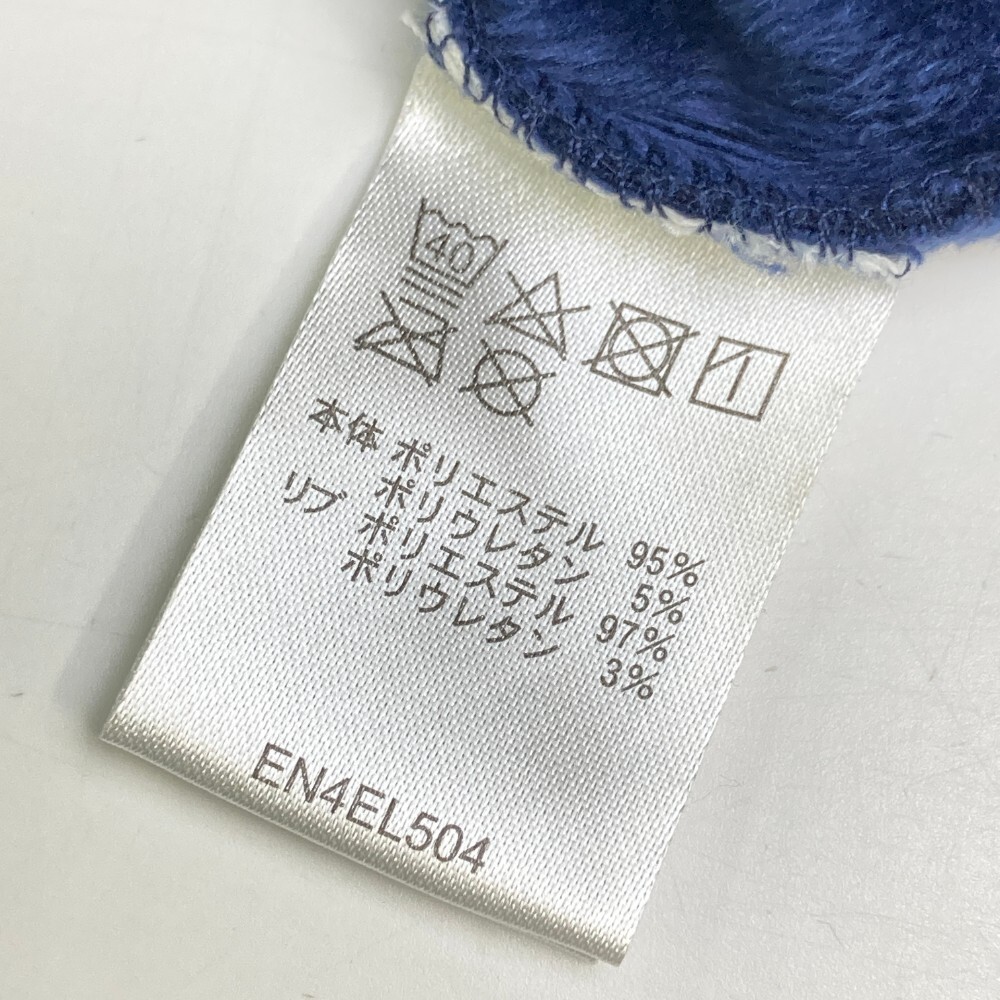 40
本体 ポリエステル 95%
ポリウレタン 5%
リブ ポリエステル 97%
ポリウレタン 3%
EN4EL504